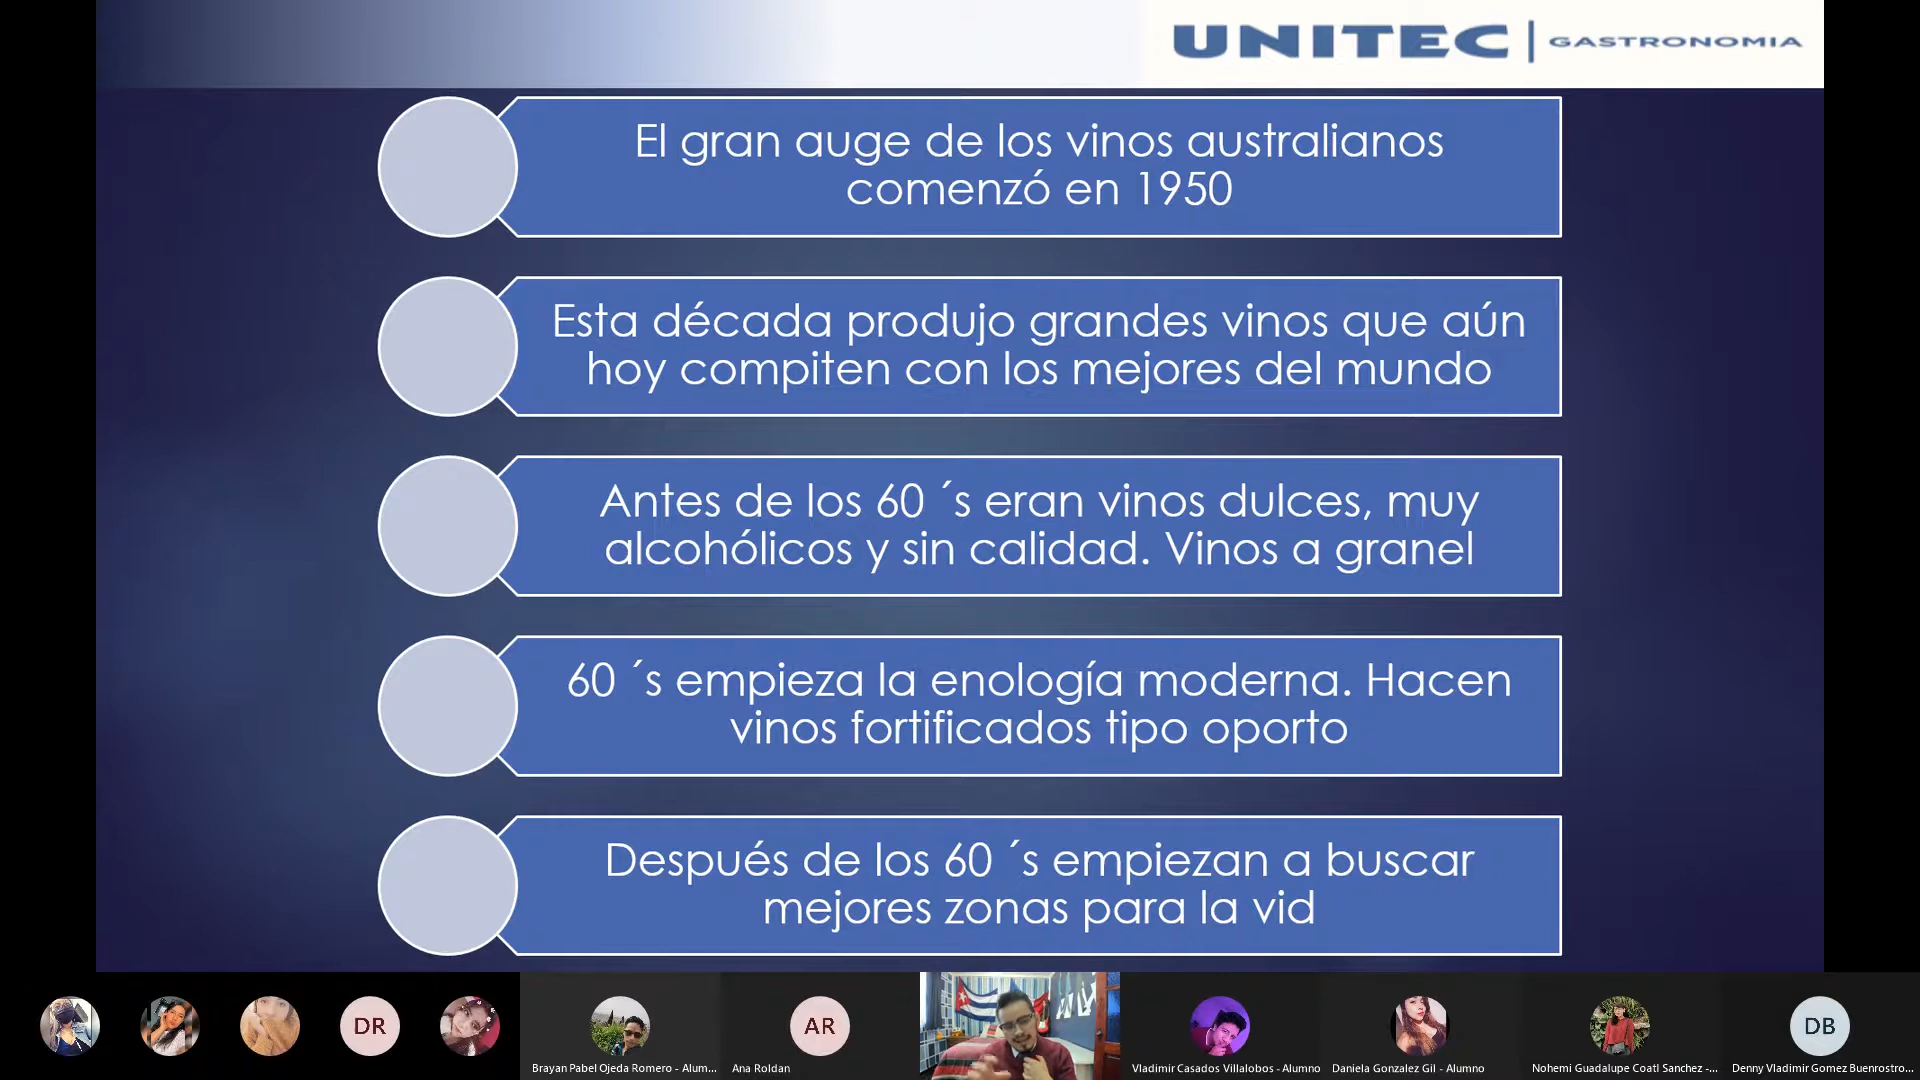 UNITEC | GASTRONOMIA
El gran auge de los vinos australianos
comenzó en 1950
Esta década produjo grandes vinos que aún
hoy compiten con los mejores del mundo
Antes de los 60 ´s eran vinos dulces, muy
alcohólicos y sin calidad. Vinos a granel
60 ´s empieza la enología moderna. Hacen
vinos fortificados tipo oporto
Después de los 60 ´s empiezan a buscar
mejores zonas para la vid
DR
AR
DB
Brayan Pabel Ojeda Romero - Alum...
Ana Roldan
Vladimir Casados Villalobos - Alumno
Daniela Gonzalez Gil - Alumno
Nohemi Guadalupe Coatl Sanchez -...
Denny Vladimir Gomez Buenrostro...